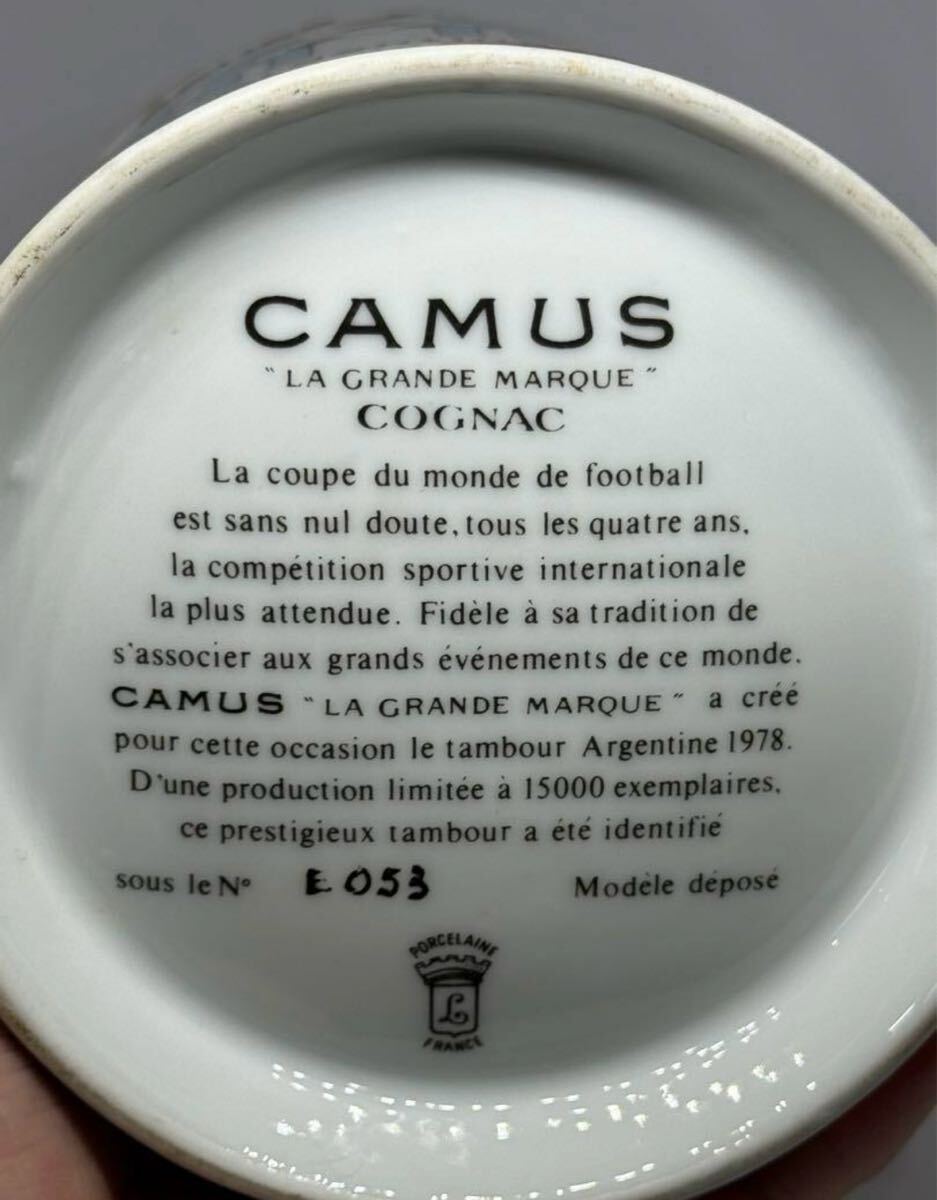 CAMUS
"LA GRANDE MARQUE"
COGNAC
La coupe du monde de football
est sans nul doute, tous les quatre ans,
la compétition sportive internationale
la plus attendue. Fidèle à sa tradition de
s'associer aux grands événements de ce monde.
CAMUS "LA GRANDE MARQUE" a créé
pour cette occasion le tambour Argentine 1978.
D'une production limitée à 15000 exemplaires,
ce prestigieux tambour a été identifié
sous le N° E 053 Modèle déposé
PORCELAINE
L
FRANCE